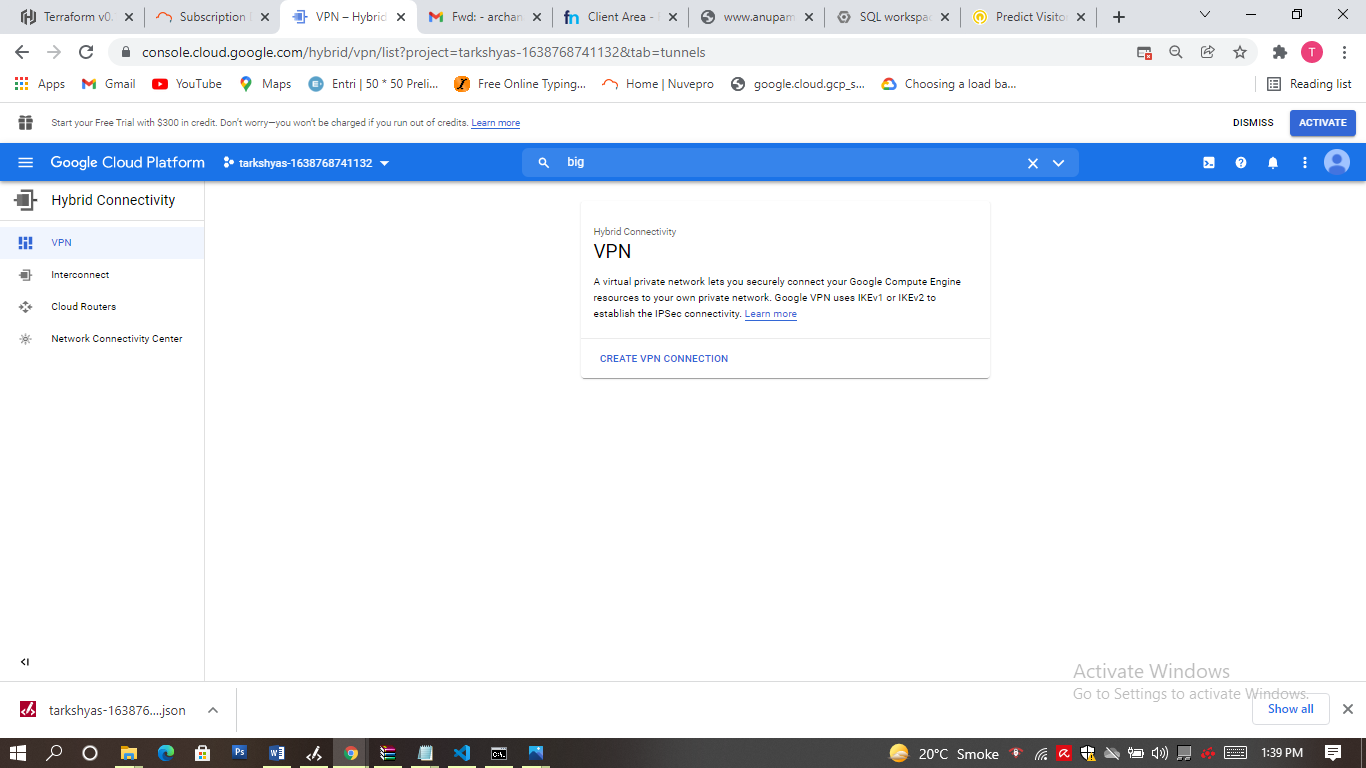 Terraform v0.
Subscription
VPN – Hybrid
Fwd: - archan
Client Area -
www.anupam
SQL workspac
Predict Visitor
console.cloud.google.com/hybrid/vpn/list?project=tarkshyas-1638768741132&tab=tunnels
T
Apps
Gmail
YouTube
Maps
Entri | 50 * 50 Preli...
Free Online Typing...
Home | Nuvepro
google.cloud.gcp_s...
Choosing a load ba...
Reading list
Start your Free Trial with $300 in credit. Don't worry—you won't be charged if you run out of credits. Learn more
DISMISS
ACTIVATE
Google Cloud Platform
tarkshyas-1638768741132
big
Hybrid Connectivity
VPN
Interconnect
Cloud Routers
Network Connectivity Center
Hybrid Connectivity
VPN
A virtual private network lets you securely connect your Google Compute Engine
resources to your own private network. Google VPN uses IKEv1 or IKEv2 to
establish the IPSec connectivity. Learn more
CREATE VPN CONNECTION
Activate Windows
Go to Settings to activate Windows.
tarkshyas-163876....json
Show all
20°C Smoke
1:39 PM